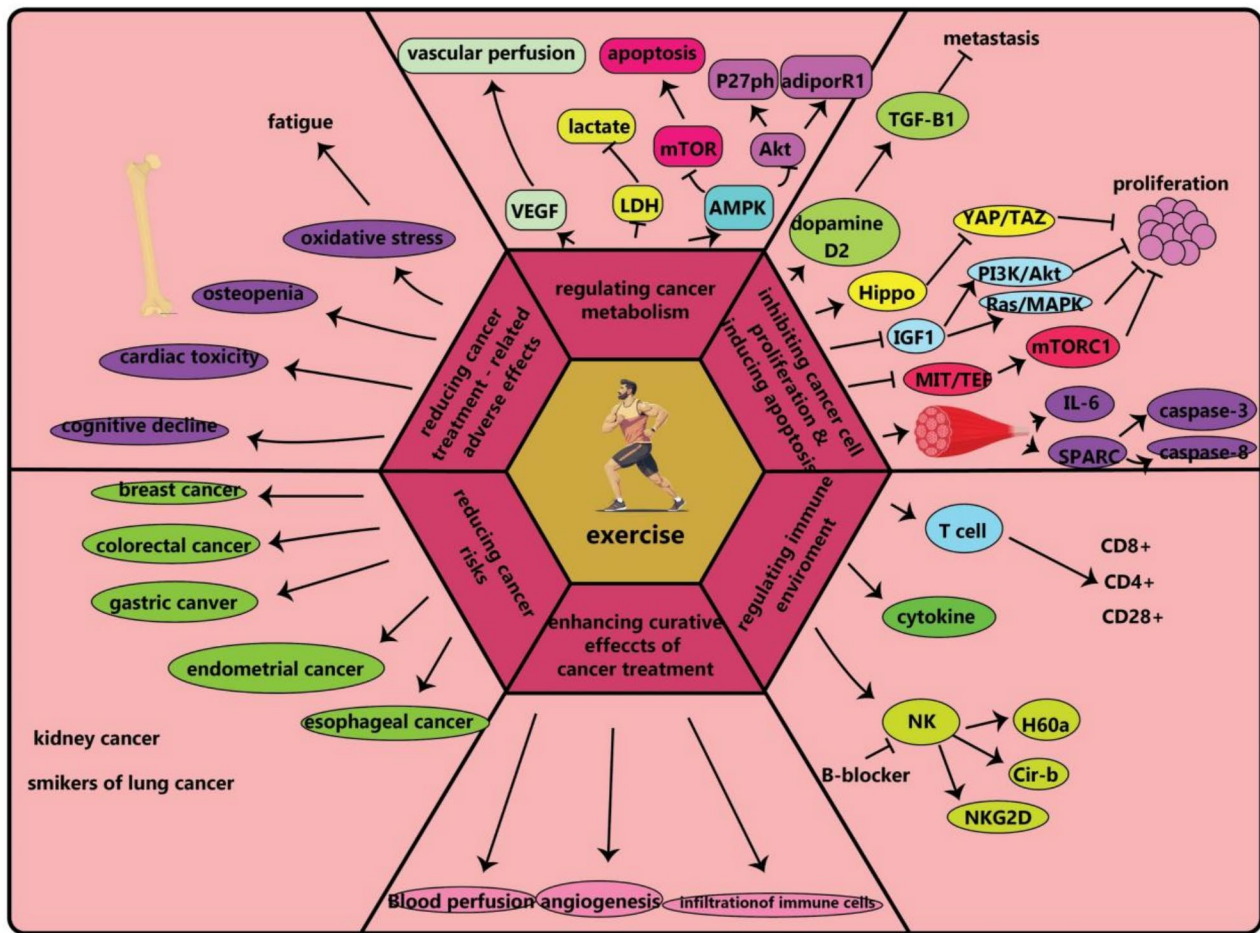 vascular perfusion
apoptosis
P27ph
adiporR1
lactate
mTOR
Akt
VEGF
LDH
AMPK
regulating cancer
metabolism
metastasis
TGF-B1
dopamine
D2
proliferation
YAP/TAZ
Hippo
PI3K/Akt
Ras/MAPK
IGF1
mTORC1
MIT/TEF
IL-6
SPARC
caspase-3
caspase-8
inhibiting cancer cell
proliferation &
inducing apoptosis
fatigue
oxidative stress
osteopenia
cardiac toxicity
cognitive decline
reducing cancer
treatment - related
adverse effects
exercise
breast cancer
colorectal cancer
gastric canver
endometrial cancer
esophageal cancer
kidney cancer
smikers of lung cancer
reducing cancer
risks
enhancing curative
effeccts of
cancer treatment
Blood perfusion
angiogenesis
infiltrationof immune cells
regulating immune
enviroment
T cell
CD8+
CD4+
CD28+
cytokine
NK
B-blocker
H60a
Cir-b
NKG2D